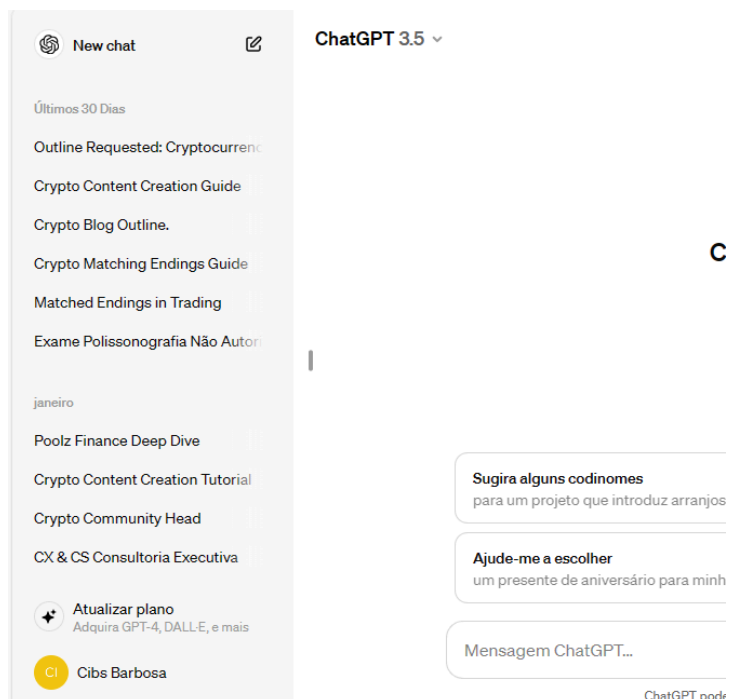 New chat
Últimos 30 Dias
Outline Requested: Cryptocurrenc
Crypto Content Creation Guide
Crypto Blog Outline.
Crypto Matching Endings Guide
Matched Endings in Trading
Exame Polissonografia Não Autor
janeiro
Poolz Finance Deep Dive
Crypto Content Creation Tutorial
Crypto Community Head
CX & CS Consultoria Executiva
Atualizar plano
Adquira GPT-4, DALL·E, e mais
CI
Cibs Barbosa
ChatGPT 3.5
C
Sugira alguns codinomes
para um projeto que introduz arranjos
Ajude-me a escolher
um presente de aniversário para minh
Mensagem ChatGPT...
ChatGPT pode